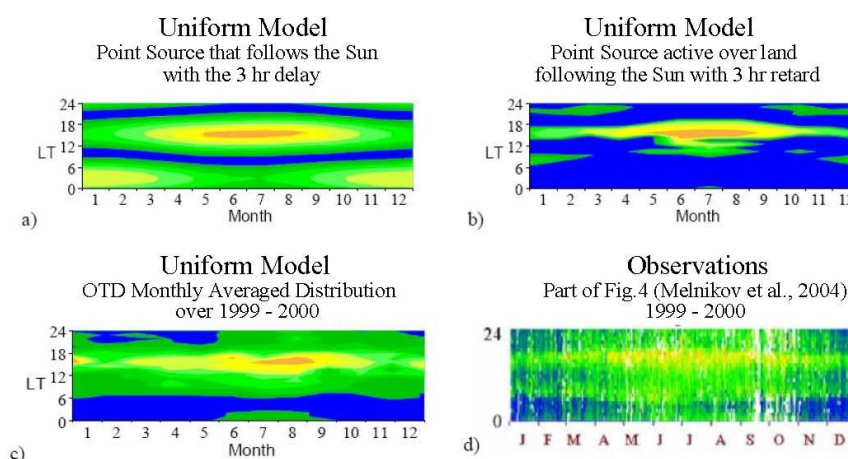 Uniform Model
Point Source that follows the Sun
with the 3 hr delay
24
18
LT 12
6
0
1 2 3 4 5 6 7 8 9 10 11 12
Month
a)
Uniform Model
Point Source active over land
following the Sun with 3 hr retard
24
18
LT 12
6
0
1 2 3 4 5 6 7 8 9 10 11 12
Month
b)
Uniform Model
OTD Monthly Averaged Distribution
over 1999 - 2000
24
18
LT 12
6
0
1 2 3 4 5 6 7 8 9 10 11 12
Month
c)
Observations
Part of Fig.4 (Melnikov et al., 2004)
1999 - 2000
24
0
d) J F M A M J J A S O N D